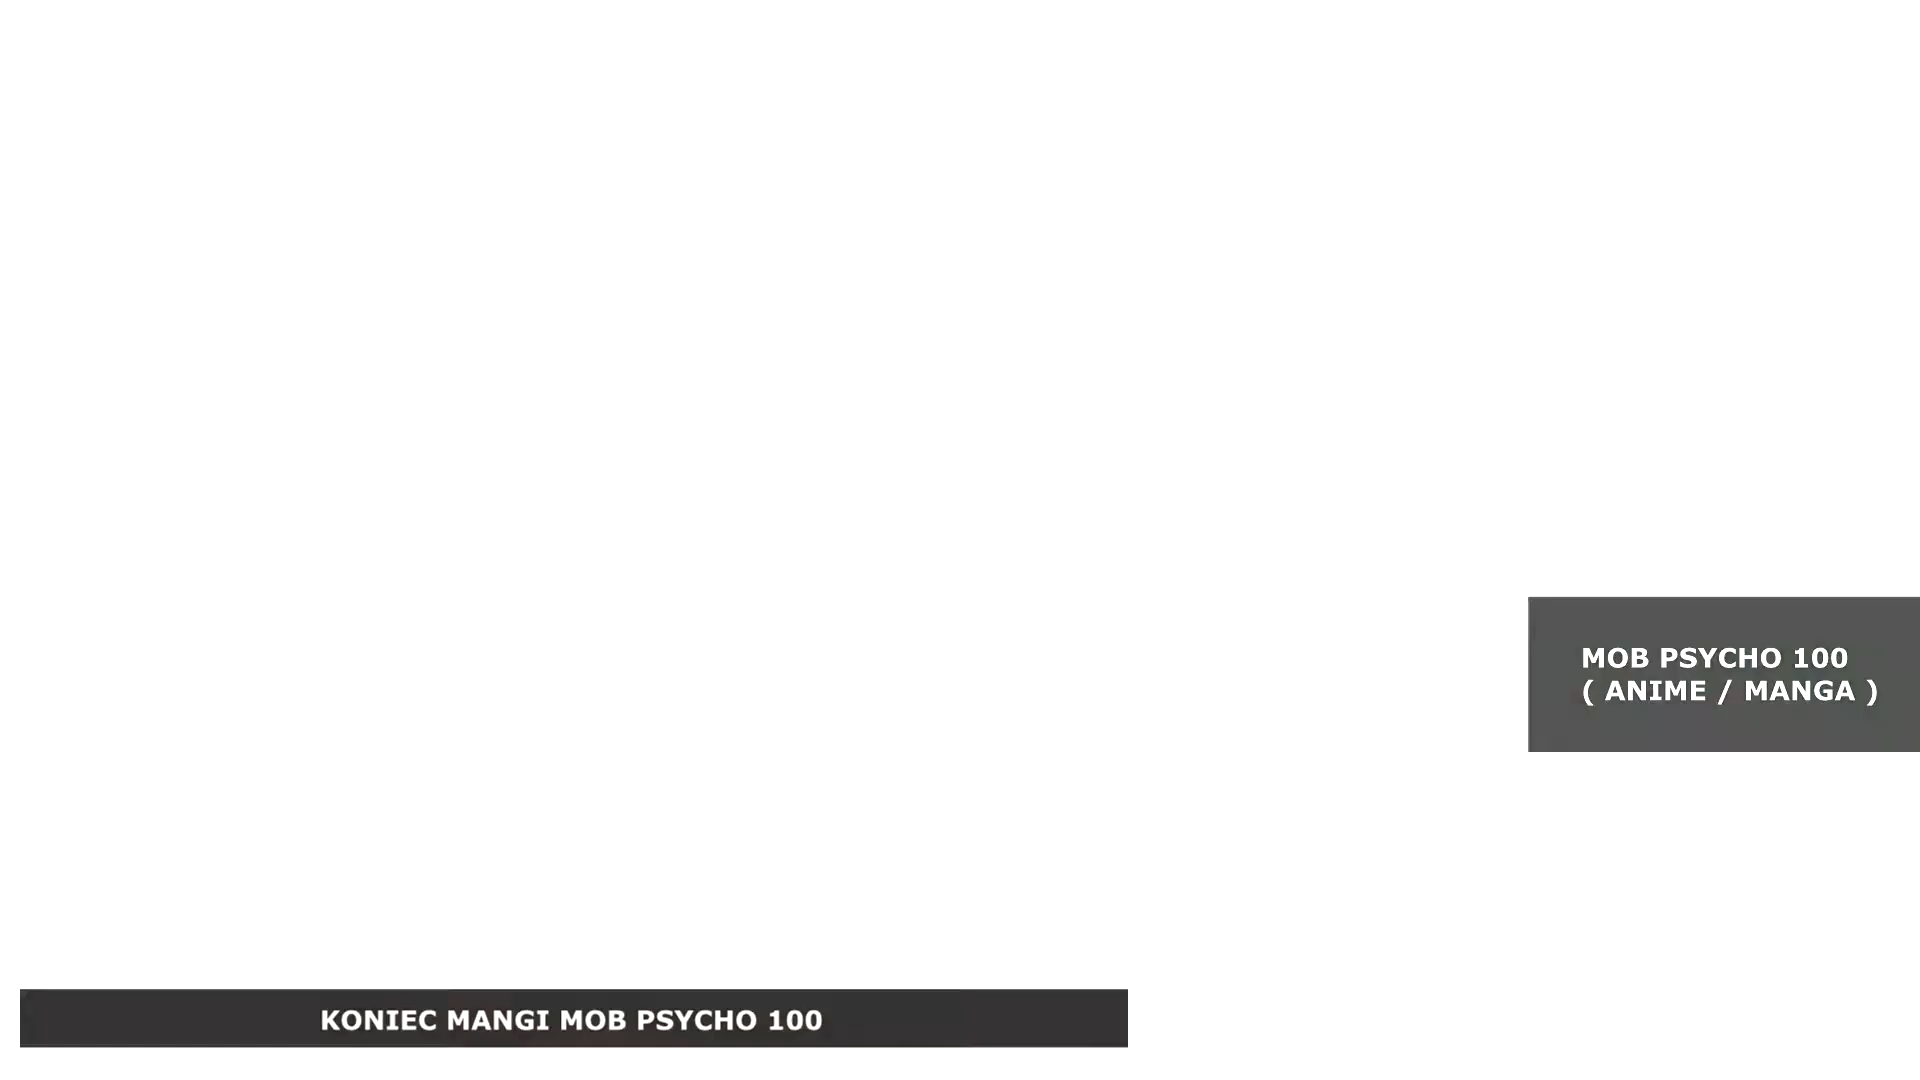 MOB PSYCHO 100
( ANIME / MANGA )
KONIEC MANGI MOB PSYCHO 100